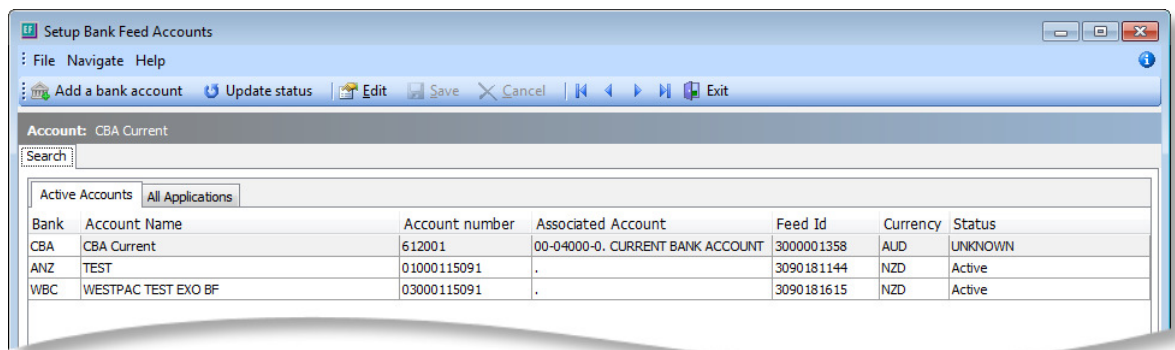 EF Setup Bank Feed Accounts
File Navigate Help
Add a bank account Update status Edit Save Cancel Exit
Account: CBA Current
Search
Active Accounts All Applications
Bank Account Name Account number Associated Account Feed Id Currency Status
CBA CBA Current 612001 00-04000-0. CURRENT BANK ACCOUNT 3000001358 AUD UNKNOWN
ANZ TEST 01000115091 . 3090181144 NZD Active
WBC WESTPAC TEST EXO BF 03000115091 . 3090181615 NZD Active